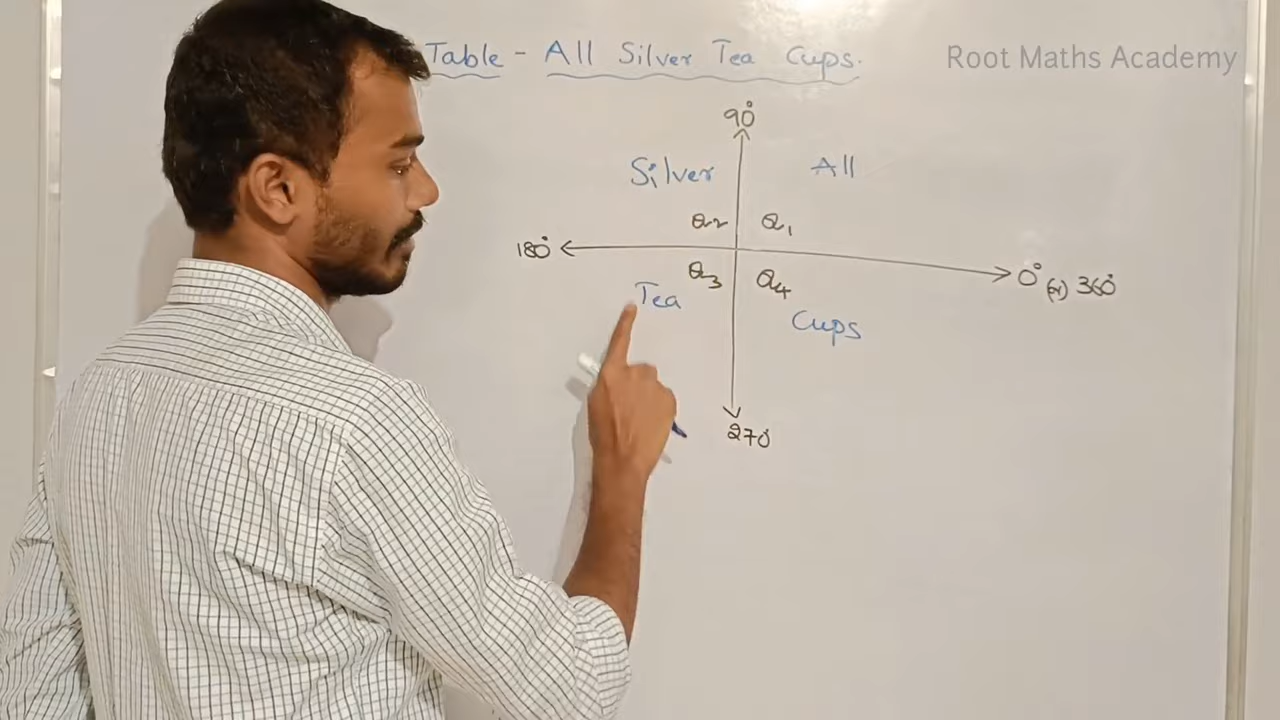 Table - All Silver Tea Cups.
Root Maths Academy
90°
Silver All
Q2 Q1
180° 0° (or) 360°
Q3 Q4
Tea Cups
270°